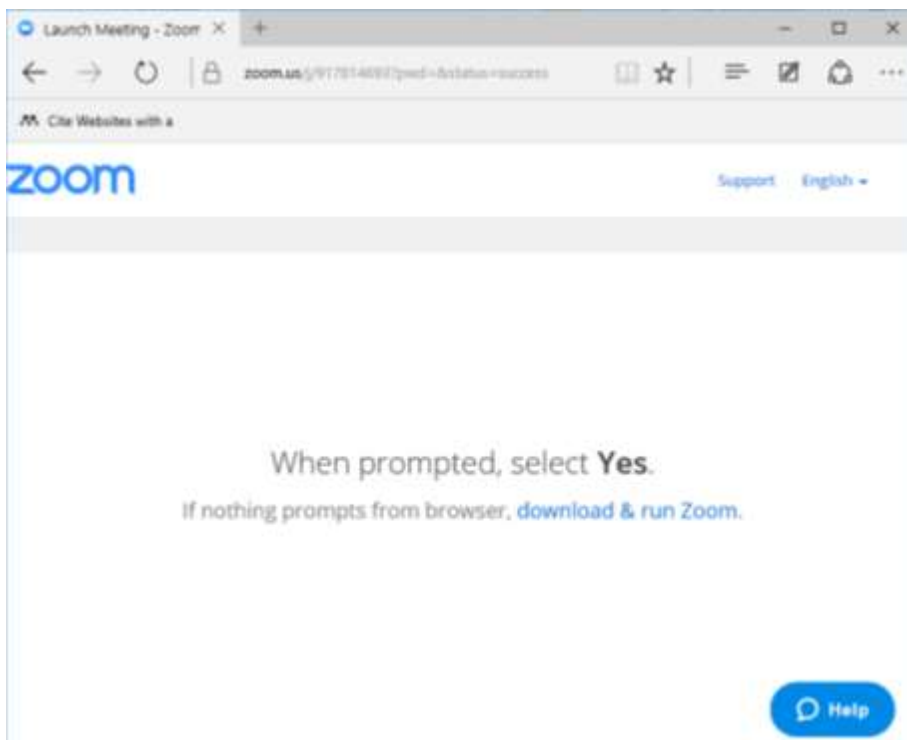 Launch Meeting - Zoom
zoom.us
Cite Websites with a
zoom
Support English
When prompted, select Yes.
If nothing prompts from browser, download & run Zoom.
Help